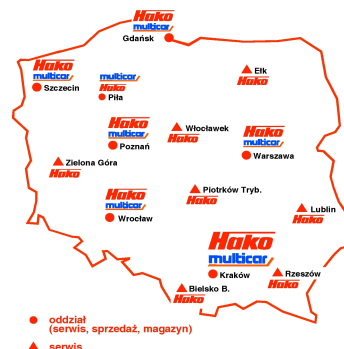 Hako
multicar
Gdańsk
Hako
multicar
Szczecin
multicar
Hako
Piła
Ełk
Hako
Hako
multicar
Poznań
Włocławek
Hako
Hako
multicar
Warszawa
Zielona Góra
Hako
Hako
multicar
Wrocław
Piotrków Tryb.
Hako
Lublin
Hako
Hako
multicar
Kraków
Rzeszów
Hako
Bielsko B.
Hako
oddział
(serwis, sprzedaż, magazyn)
serwis